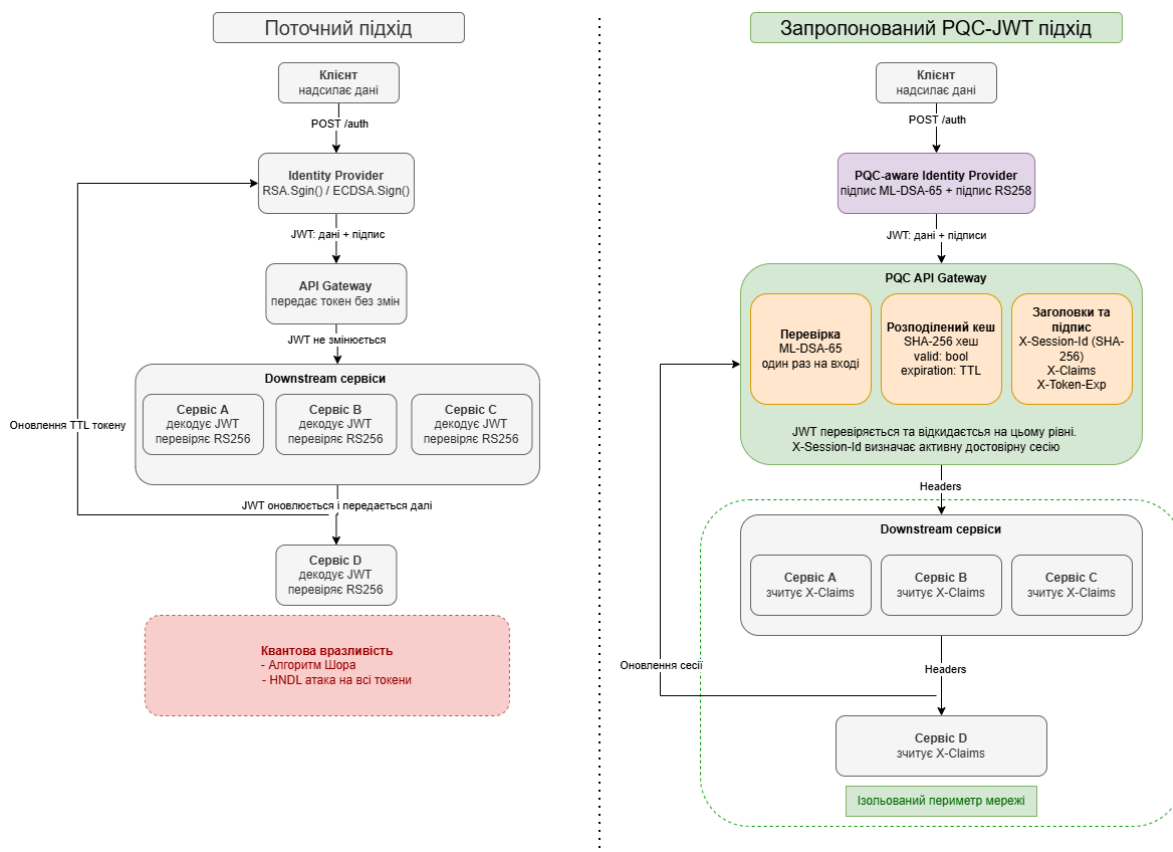 Поточний підхід
Клієнт
надсилає дані
POST /auth
Identity Provider
RSA.Sgin() / ECDSA.Sign()
JWT: дані + підпис
API Gateway
передає токен без змін
JWT не змінюється
Downstream сервіси
Сервіс A
декодує JWT
перевіряє RS256
Сервіс B
декодує JWT
перевіряє RS256
Сервіс C
декодує JWT
перевіряє RS256
Оновлення TTL токену
JWT оновлюється і передається далі
Сервіс D
декодує JWT
перевіряє RS256
Квантова вразливість
- Алгоритм Шора
- HNDL атака на всі токени
Запропонований PQC-JWT підхід
Клієнт
надсилає дані
POST /auth
PQC-aware Identity Provider
підпис ML-DSA-65 + підпис RS258
JWT: дані + підписи
PQC API Gateway
Перевірка
ML-DSA-65
один раз на вході
Розподілений кеш
SHA-256 хеш
valid: bool
expiration: TTL
Заголовки та
підпис
X-Session-Id (SHA-
256)
X-Claims
X-Token-Exp
JWT перевіряється та відкидається на цьому рівні.
X-Session-Id визначає активну достовірну сесію
Headers
Downstream сервіси
Сервіс A
зчитує X-Claims
Сервіс B
зчитує X-Claims
Сервіс C
зчитує X-Claims
Оновлення сесії
Headers
Сервіс D
зчитує X-Claims
Ізольований периметр мережі